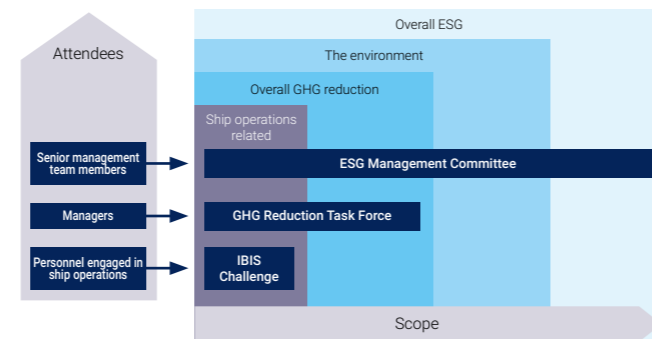 Overall ESG
Attendees
The environment
Overall GHG reduction
Ship operations
related
Senior management
team members
ESG Management Committee
Managers
GHG Reduction Task Force
Personnel engaged in
ship operations
IBIS
Challenge
Scope